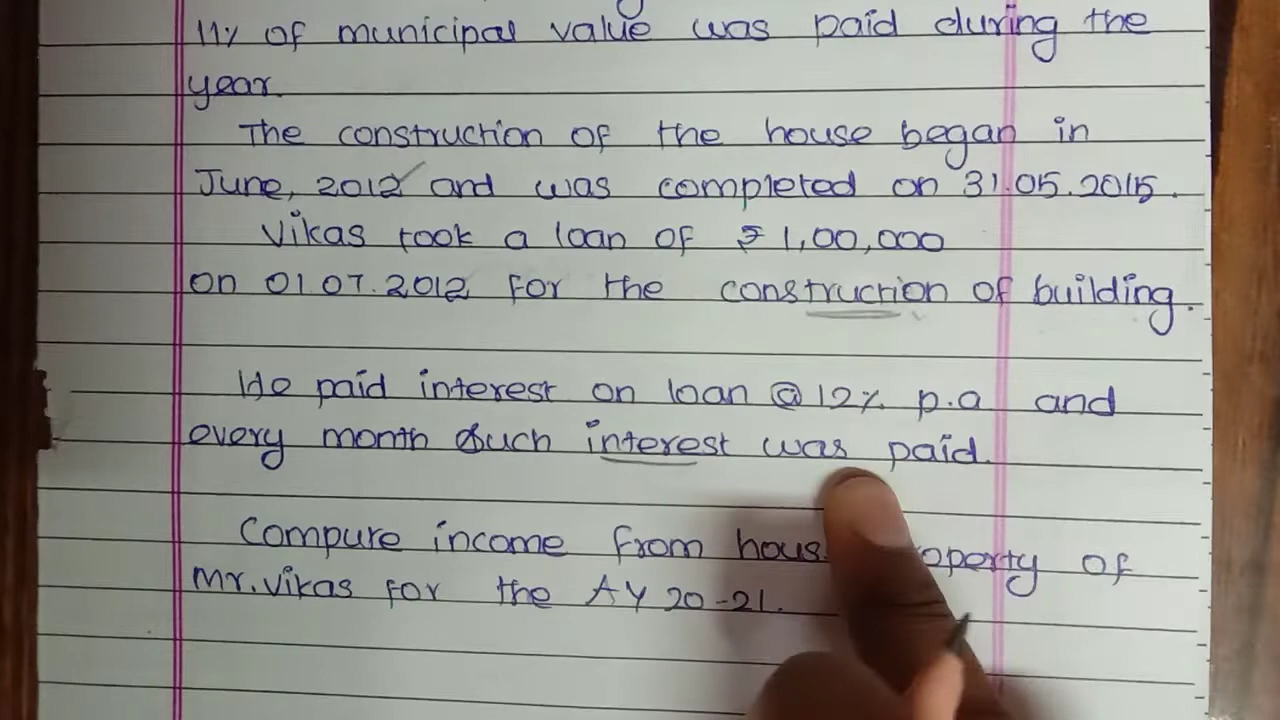 11% of municipal value was paid during the
year.
The construction of the house began in
June, 2012 and was completed on 31.05.2015.
Vikas took a loan of ₹ 1,00,000
on 01.07.2012 for the construction of building.
He paid interest on loan @ 12% p.a and
every month such interest was paid.
Compute income from of
Mr. Vikas for the AY 20-21.